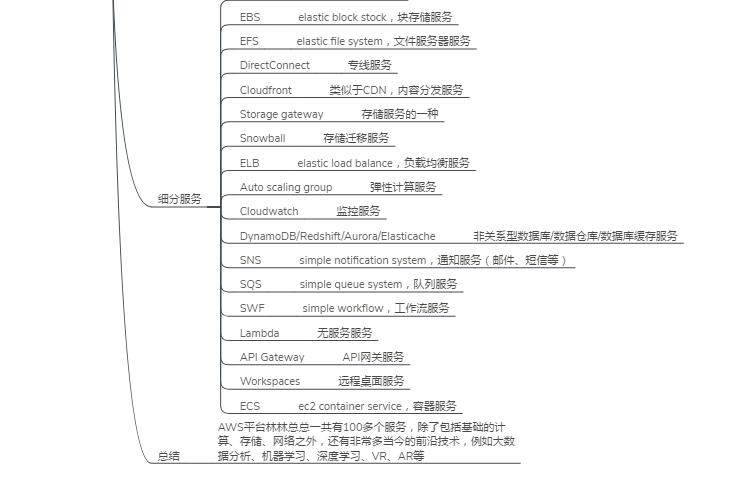 EBS elastic block stock，块存储服务
EFS elastic file system，文件服务器服务
DirectConnect 专线服务
Cloudfront 类似于CDN，内容分发服务
Storage gateway 存储服务的一种
Snowball 存储迁移服务
ELB elastic load balance，负载均衡服务
Auto scaling group 弹性计算服务
细分服务
Cloudwatch 监控服务
DynamoDB/Redshift/Aurora/Elasticache 非关系型数据库/数据仓库/数据库缓存服务
SNS simple notification system，通知服务（邮件、短信等）
SQS simple queue system，队列服务
SWF simple workflow，工作流服务
Lambda 无服务服务
API Gateway API网关服务
Workspaces 远程桌面服务
ECS ec2 container service，容器服务
总结
AWS平台林林总总一共有100多个服务，除了包括基础的计
算、存储、网络之外，还有非常多当今的前沿技术，例如大数
据分析、机器学习、深度学习、VR、AR等